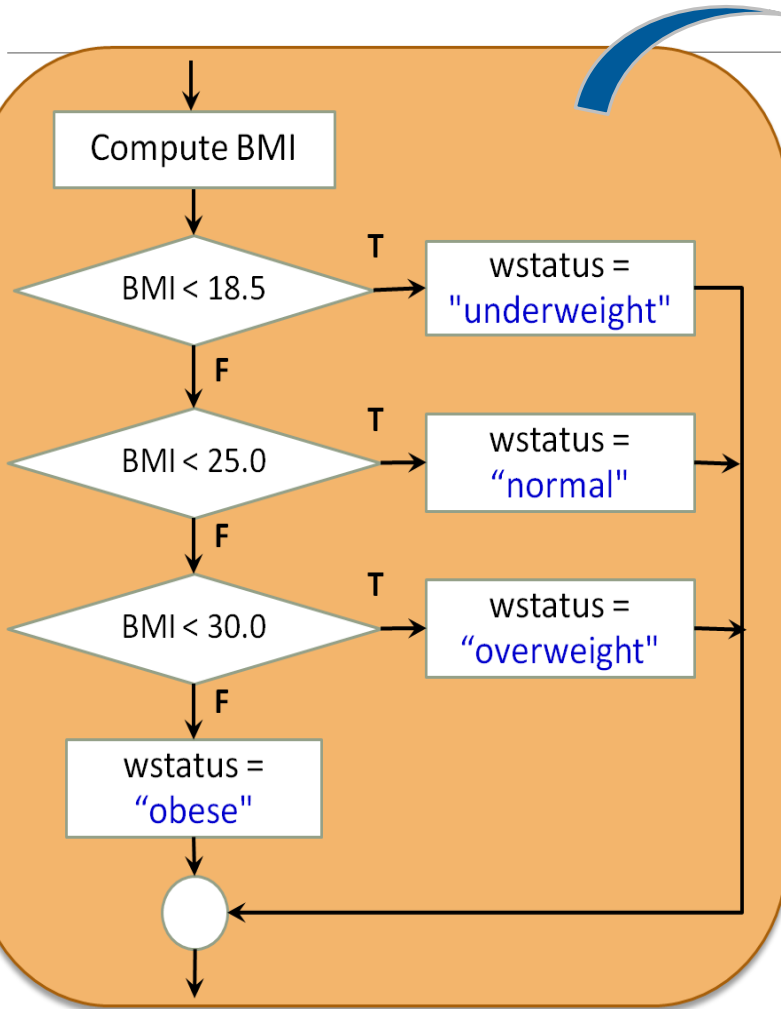 Compute BMI
T
BMI < 18.5
wstatus =
"underweight"
F
T
BMI < 25.0
wstatus =
“normal"
F
T
BMI < 30.0
wstatus =
“overweight"
F
wstatus =
“obese"